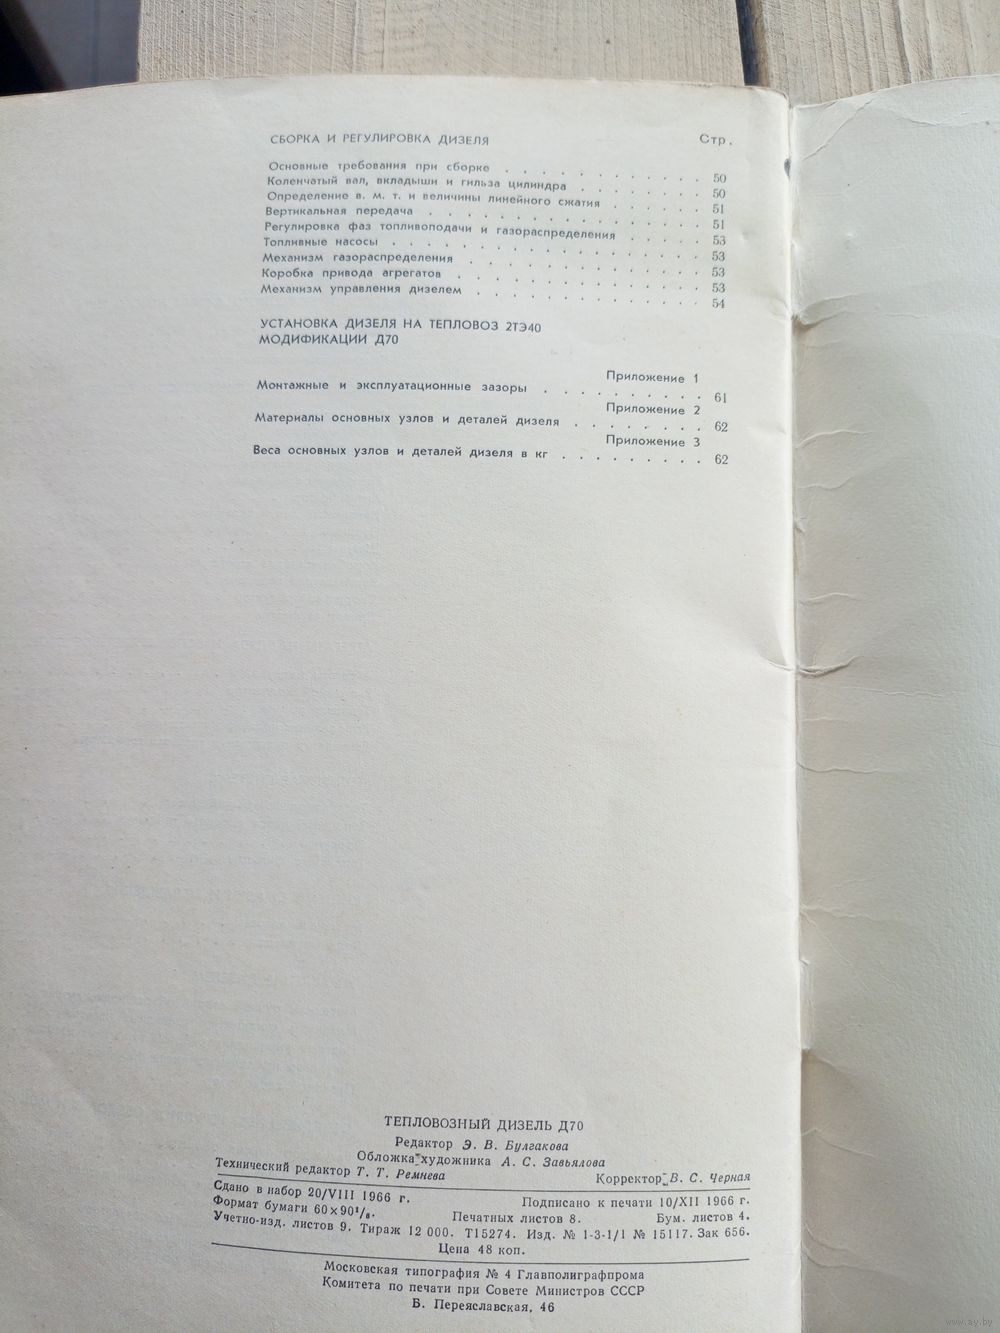 СБОРКА И РЕГУЛИРОВКА ДИЗЕЛЯ Стр.
Основные требования при сборке . . . . . . . . . . . 50
Коленчатый вал, вкладыши и гильза цилиндра . . . . . . . 50
Определение в. м. т. и величины линейного сжатия . . . . . . 51
Вертикальная передача . . . . . . . . . . . . . 51
Регулировка фаз топливоподачи и газораспределения . . . . . 53
Топливные насосы . . . . . . . . . . . . . . 53
Механизм газораспределения . . . . . . . . . . . 53
Коробка привода агрегатов . . . . . . . . . . . . 53
Механизм управления дизелем . . . . . . . . . . . 54
УСТАНОВКА ДИЗЕЛЯ НА ТЕПЛОВОЗ 2ТЭ40
МОДИФИКАЦИИ Д70
Приложение 1
Монтажные и эксплуатационные зазоры . . . . . . . . . 61
Приложение 2
Материалы основных узлов и деталей дизеля . . . . . . . 62
Приложение 3
Веса основных узлов и деталей дизеля в кг . . . . . . . . 62
ТЕПЛОВОЗНЫЙ ДИЗЕЛЬ Д70
Редактор Э. В. Булгакова
Обложка художника А. С. Завьялова
Технический редактор Т. Т. Ремнева Корректор В. С. Черная
Сдано в набор 20/VIII 1966 г. Подписано к печати 10/XII 1966 г.
Формат бумаги 60×90¹/₈. Печатных листов 8. Бум. листов 4.
Учетно-изд. листов 9. Тираж 12 000. Т15274. Изд. № 1-3-1/1 № 15117. Зак 656.
Цена 48 коп.
Московская типография № 4 Главполиграфпрома
Комитета по печати при Совете Министров СССР
Б. Переяславская, 46
www.ay.by